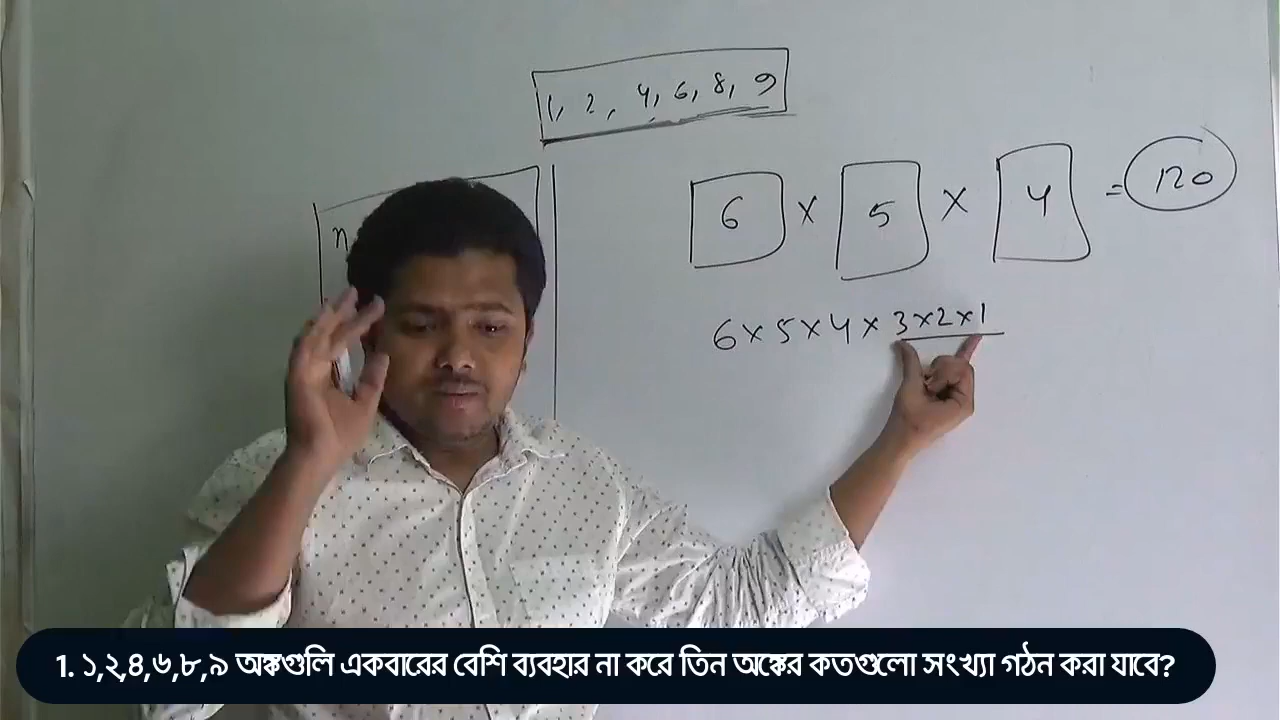 1, 2, 4, 6, 8, 9
n
6 x 5 x 4 = 120
6 x 5 x 4 x 3 x 2 x 1
1. ১,২,৪,৬,৮,৯ অঙ্কগুলি একবারের বেশি ব্যবহার না করে তিন অঙ্কের কতগুলো সংখ্যা গঠন করা যাবে?